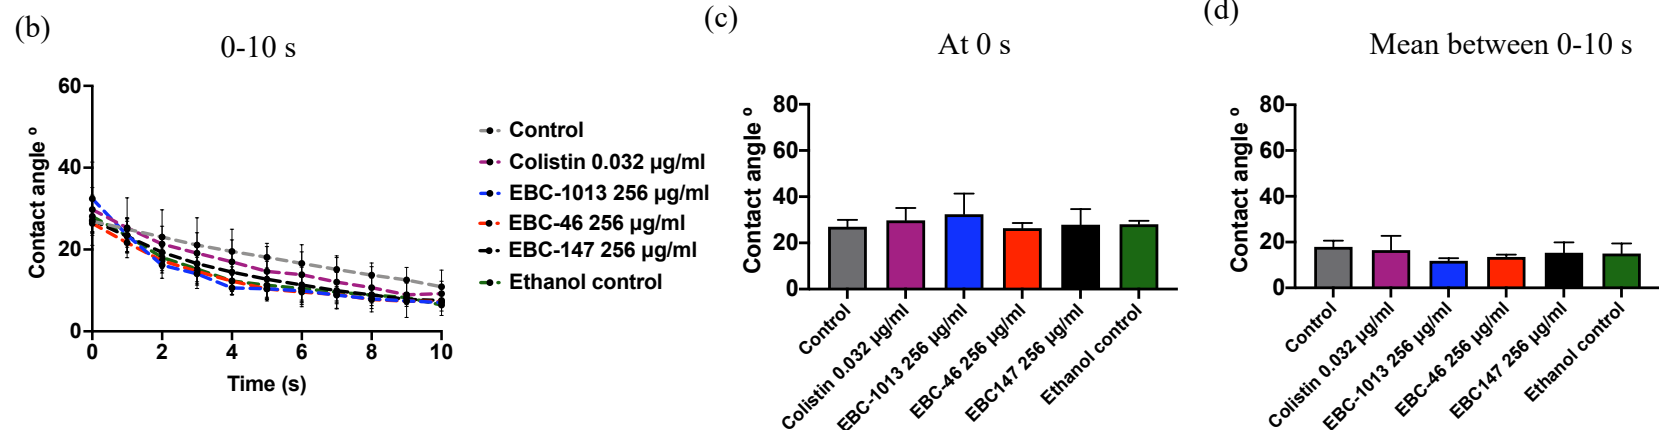 (b)
0-10 s
60
40
20
0
Contact angle º
0 2 4 6 8 10
Time (s)
Control
Colistin 0.032 µg/ml
EBC-1013 256 µg/ml
EBC-46 256 µg/ml
EBC-147 256 µg/ml
Ethanol control
(c)
At 0 s
80
60
40
20
0
Contact angle º
Control
Colistin 0.032 µg/ml
EBC-1013 256 µg/ml
EBC-46 256 µg/ml
EBC147 256 µg/ml
Ethanol control
(d)
Mean between 0-10 s
80
60
40
20
0
Contact angle º
Control
Colistin 0.032 µg/ml
EBC-1013 256 µg/ml
EBC-46 256 µg/ml
EBC147 256 µg/ml
Ethanol control